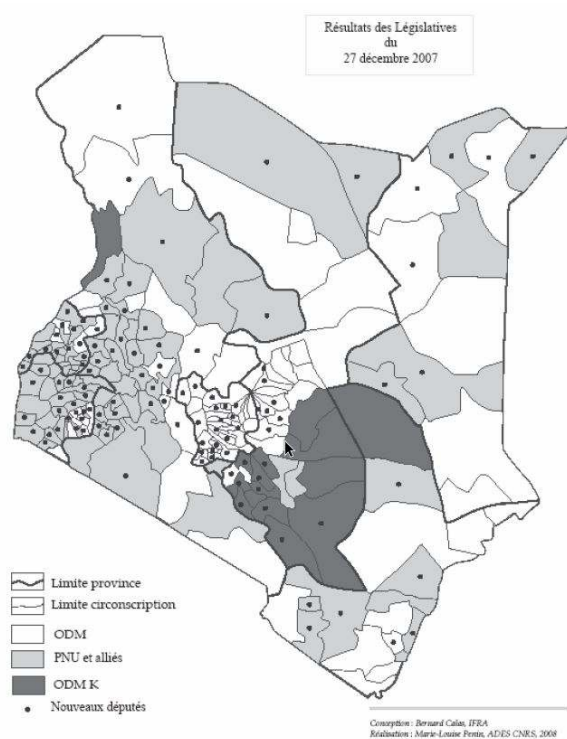 Résultats des Législatives
du
27 décembre 2007
Limite province
Limite circonscription
ODM
PNU et alliés
ODM K
Nouveaux députés
Conception : Bernard Calas, IFRA
Réalisation : Marie-Louise Penin, ADES CNRS, 2008